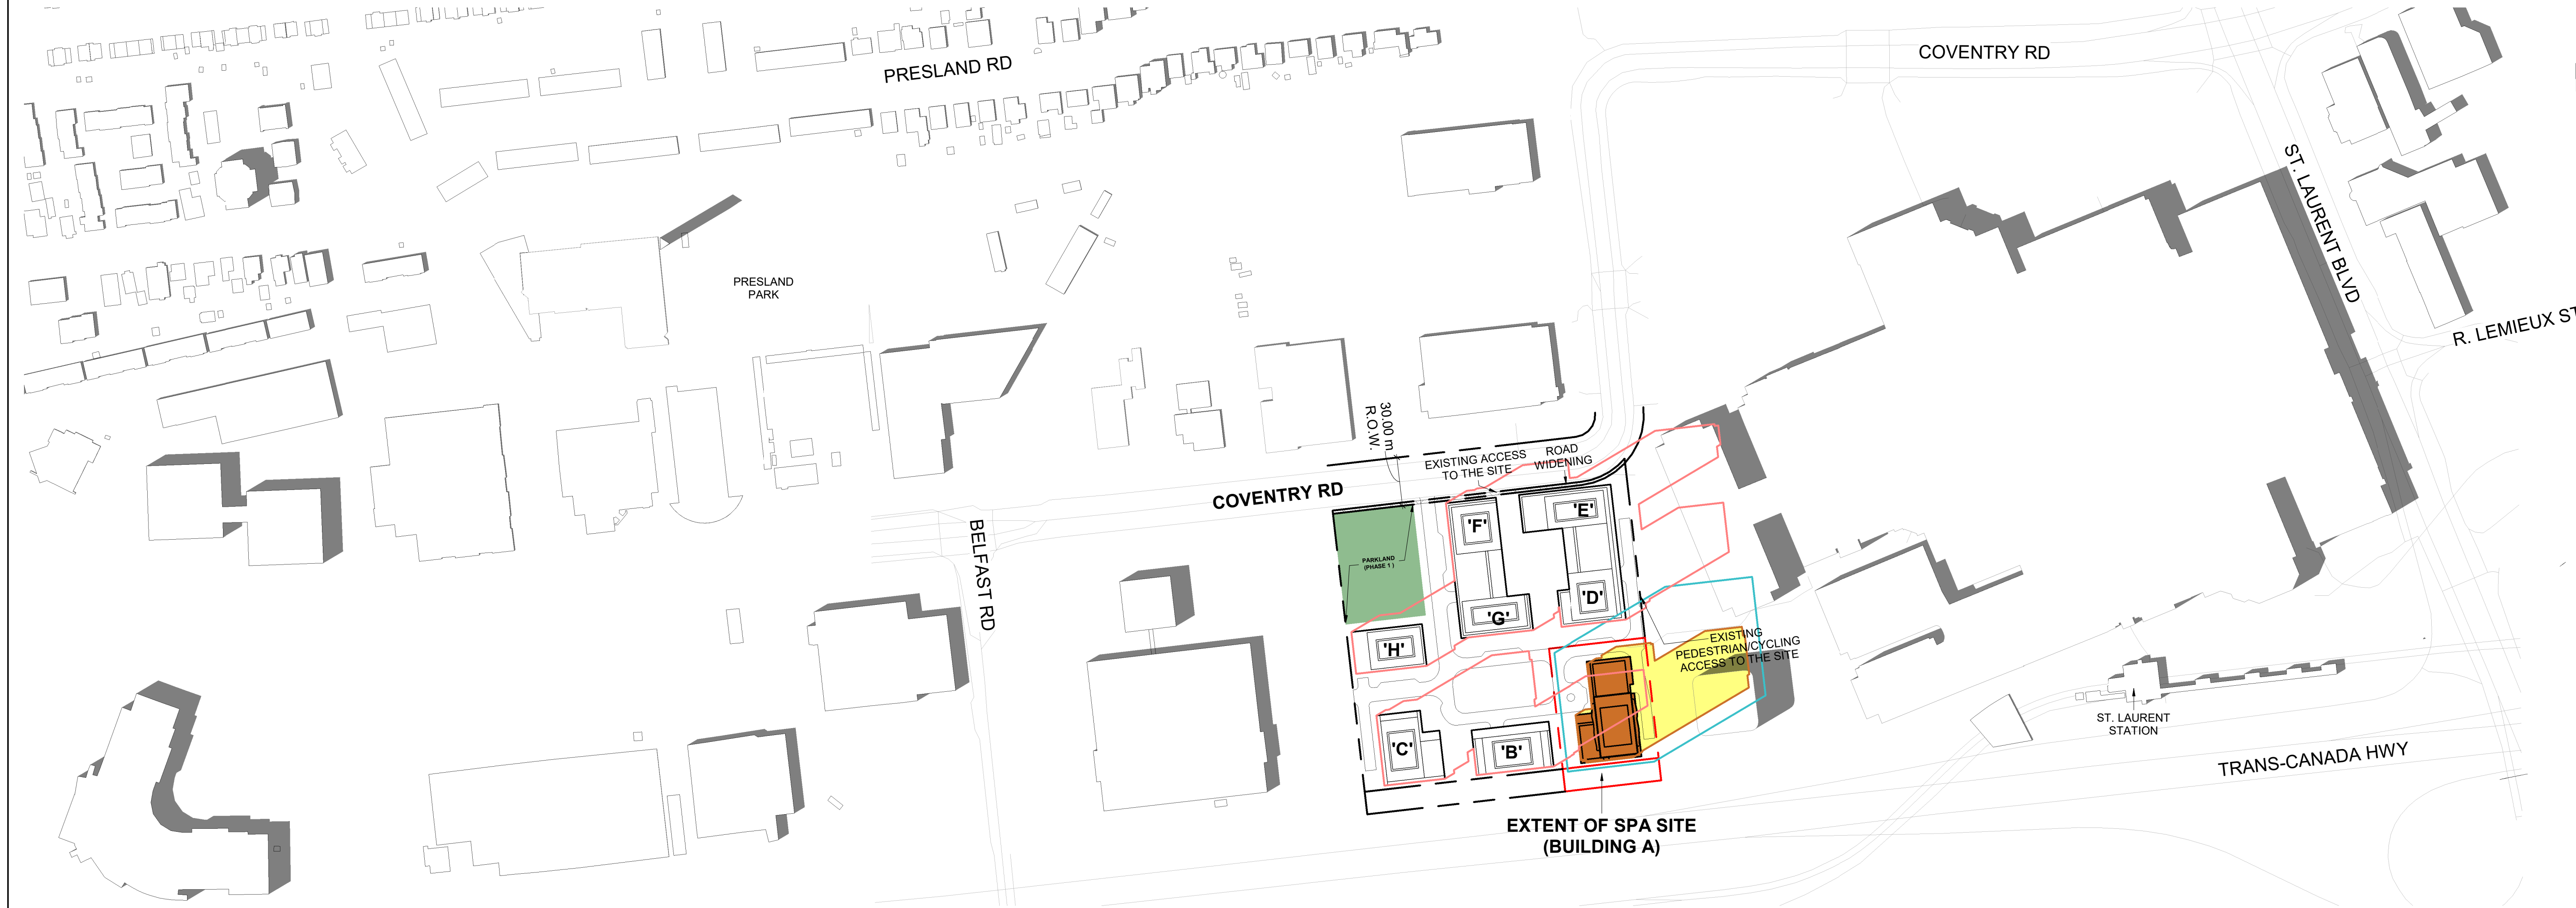 COVENTRY RD
PRESLAND RD
ST. LAURENT BLVD
PRESLAND
PARK
R. LEMIEUX ST
30.00 m
R.O.W.
EXISTING ACCESS
TO THE SITE
ROAD
WIDENING
COVENTRY RD
BELFAST RD
'F'
'E'
PARKLAND
(PHASE 1 )
'D'
'G'
'H'
EXISTING
PEDESTRIAN/CYCLING
ACCESS TO THE SITE
'C'
'B'
ST. LAURENT
STATION
TRANS-CANADA HWY
EXTENT OF SPA SITE
(BUILDING A)